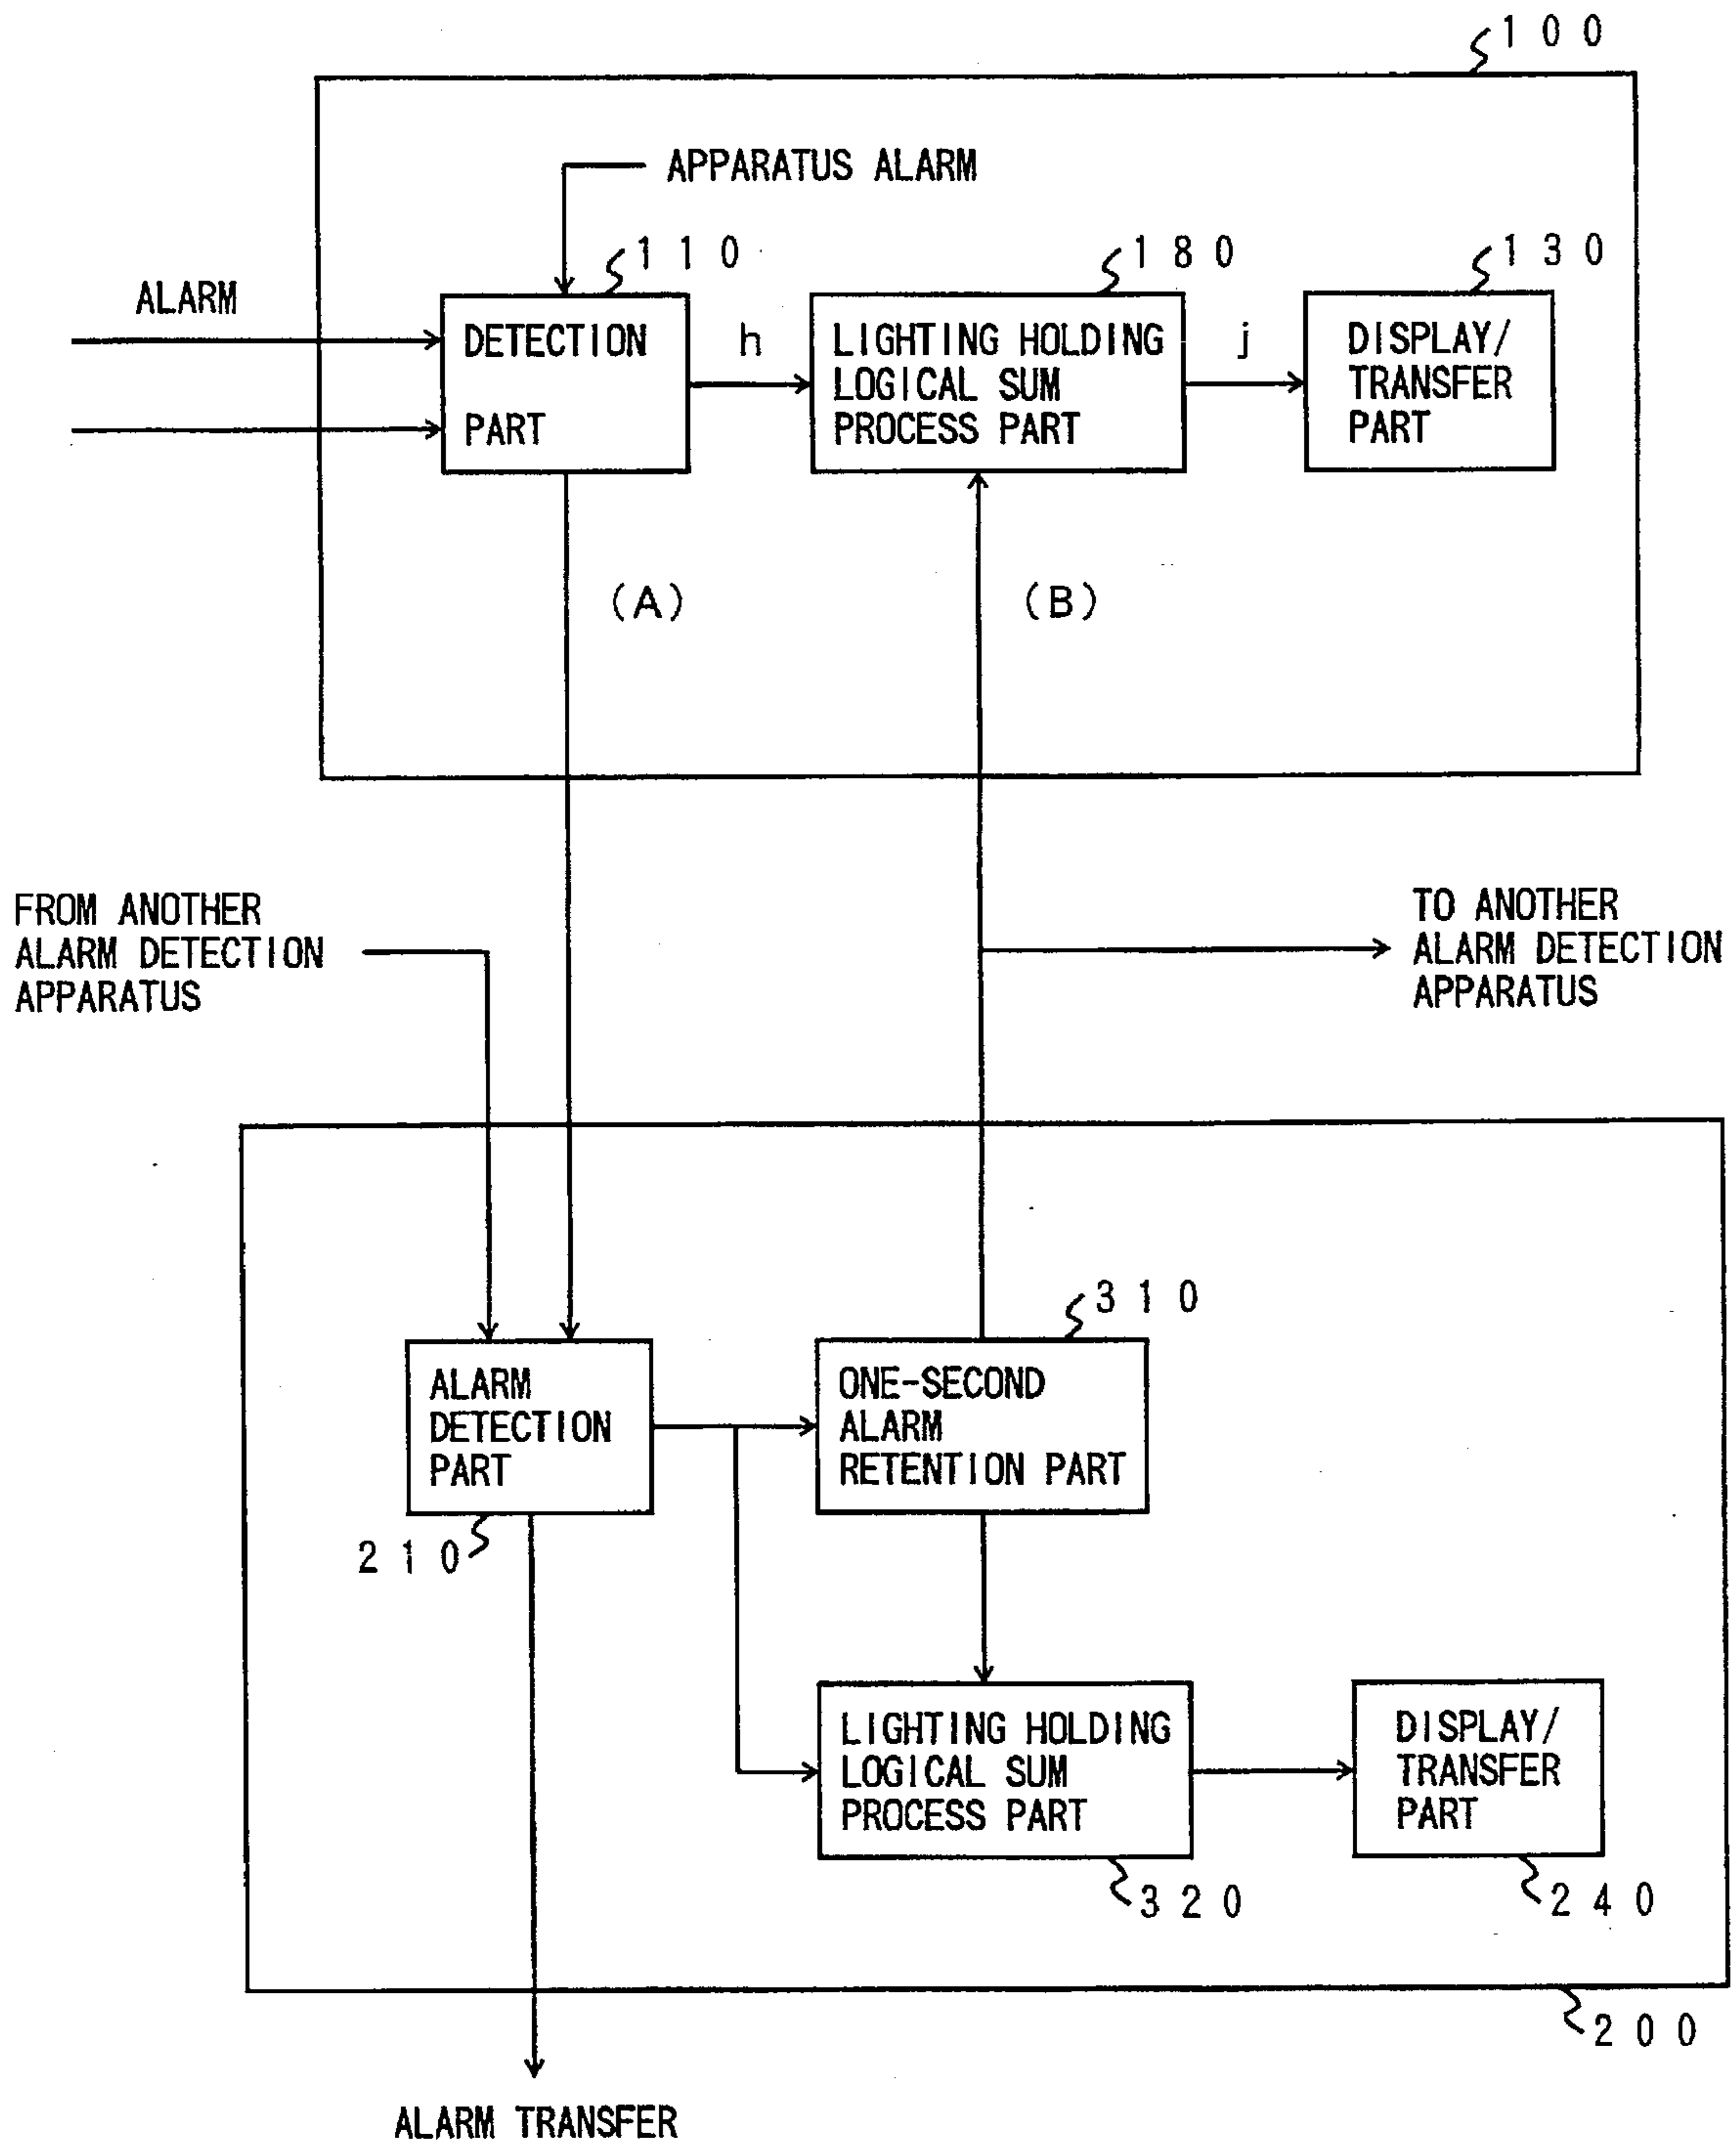 100
APPARATUS ALARM
110
180
130
ALARM
DETECTION
PART
h
LIGHTING HOLDING
LOGICAL SUM
PROCESS PART
j
DISPLAY/
TRANSFER
PART
(A)
(B)
FROM ANOTHER
ALARM DETECTION
APPARATUS
TO ANOTHER
ALARM DETECTION
APPARATUS
310
ALARM
DETECTION
PART
ONE-SECOND
ALARM
RETENTION PART
210
LIGHTING HOLDING
LOGICAL SUM
PROCESS PART
DISPLAY/
TRANSFER
PART
320
240
200
ALARM TRANSFER